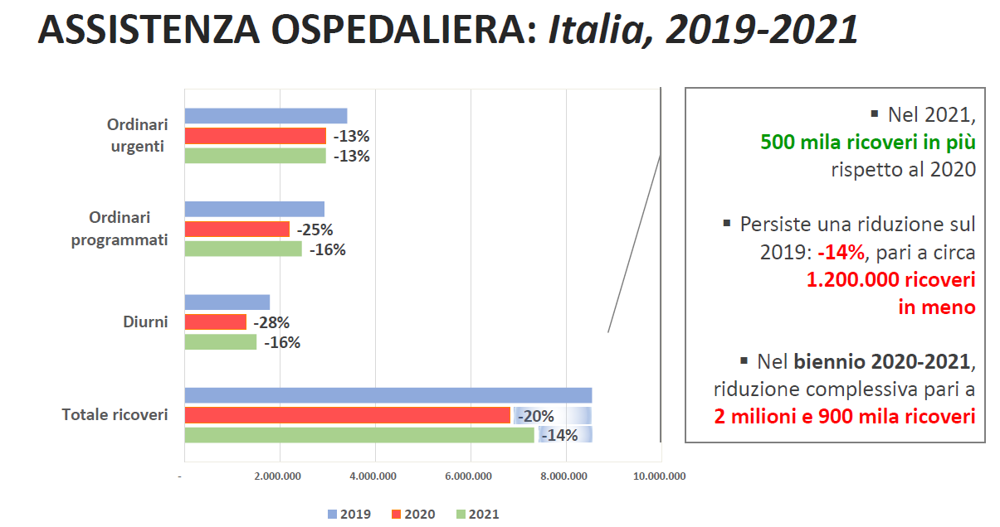 ASSISTENZA OSPEDALIERA: Italia, 2019-2021
Ordinari
urgenti
-13%
-13%
Ordinari
programmati
-25%
-16%
Diurni
-28%
-16%
Totale ricoveri
-20%
-14%
-
2.000.000
4.000.000
6.000.000
8.000.000
10.000.000
2019
2020
2021
▪ Nel 2021,
500 mila ricoveri in più
rispetto al 2020
▪ Persiste una riduzione sul
2019: -14%, pari a circa
1.200.000 ricoveri
in meno
▪ Nel biennio 2020-2021,
riduzione complessiva pari a
2 milioni e 900 mila ricoveri